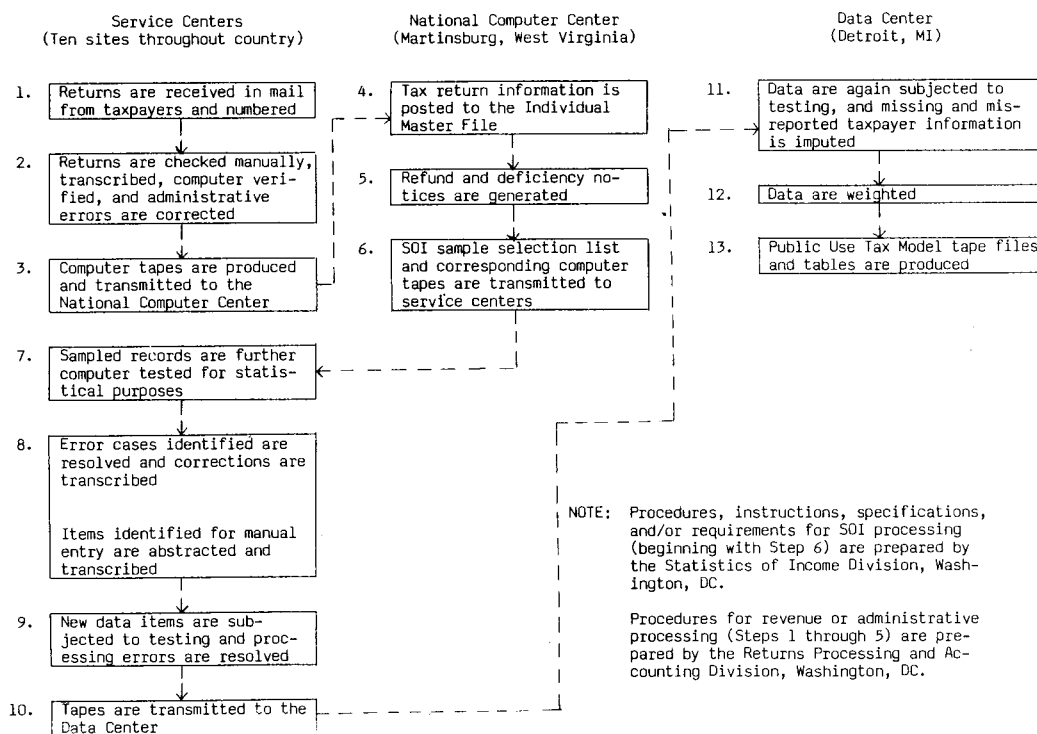 Service Centers
(Ten sites throughout country)
National Computer Center
(Martinsburg, West Virginia)
Data Center
(Detroit, MI)
1. Returns are received in mail
from taxpayers and numbered
2. Returns are checked manually,
transcribed, computer veri-
fied, and administrative
errors are corrected
3. Computer tapes are produced
and transmitted to the
National Computer Center
4. Tax return information is
posted to the Individual
Master File
5. Refund and deficiency no-
tices are generated
6. SOI sample selection list
and corresponding computer
tapes are transmitted to
service centers
7. Sampled records are further
computer tested for statis-
tical purposes
8. Error cases identified are
resolved and corrections are
transcribed
Items identified for manual
entry are abstracted and
transcribed
9. New data items are sub-
jected to testing and proc-
essing errors are resolved
10. Tapes are transmitted to the
Data Center
11. Data are again subjected to
testing, and missing and mis-
reported taxpayer information
is imputed
12. Data are weighted
13. Public Use Tax Model tape files
and tables are produced
NOTE: Procedures, instructions, specifications,
and/or requirements for SOI processing
(beginning with Step 6) are prepared by
the Statistics of Income Division, Wash-
ington, DC.
Procedures for revenue or administrative
processing (Steps 1 through 5) are pre-
pared by the Returns Processing and Ac-
counting Division, Washington, DC.